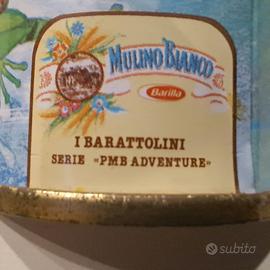 MULINO BIANCO
Barilla
I BARATTOLINI
SERIE «PMB ADVENTURE»
subito